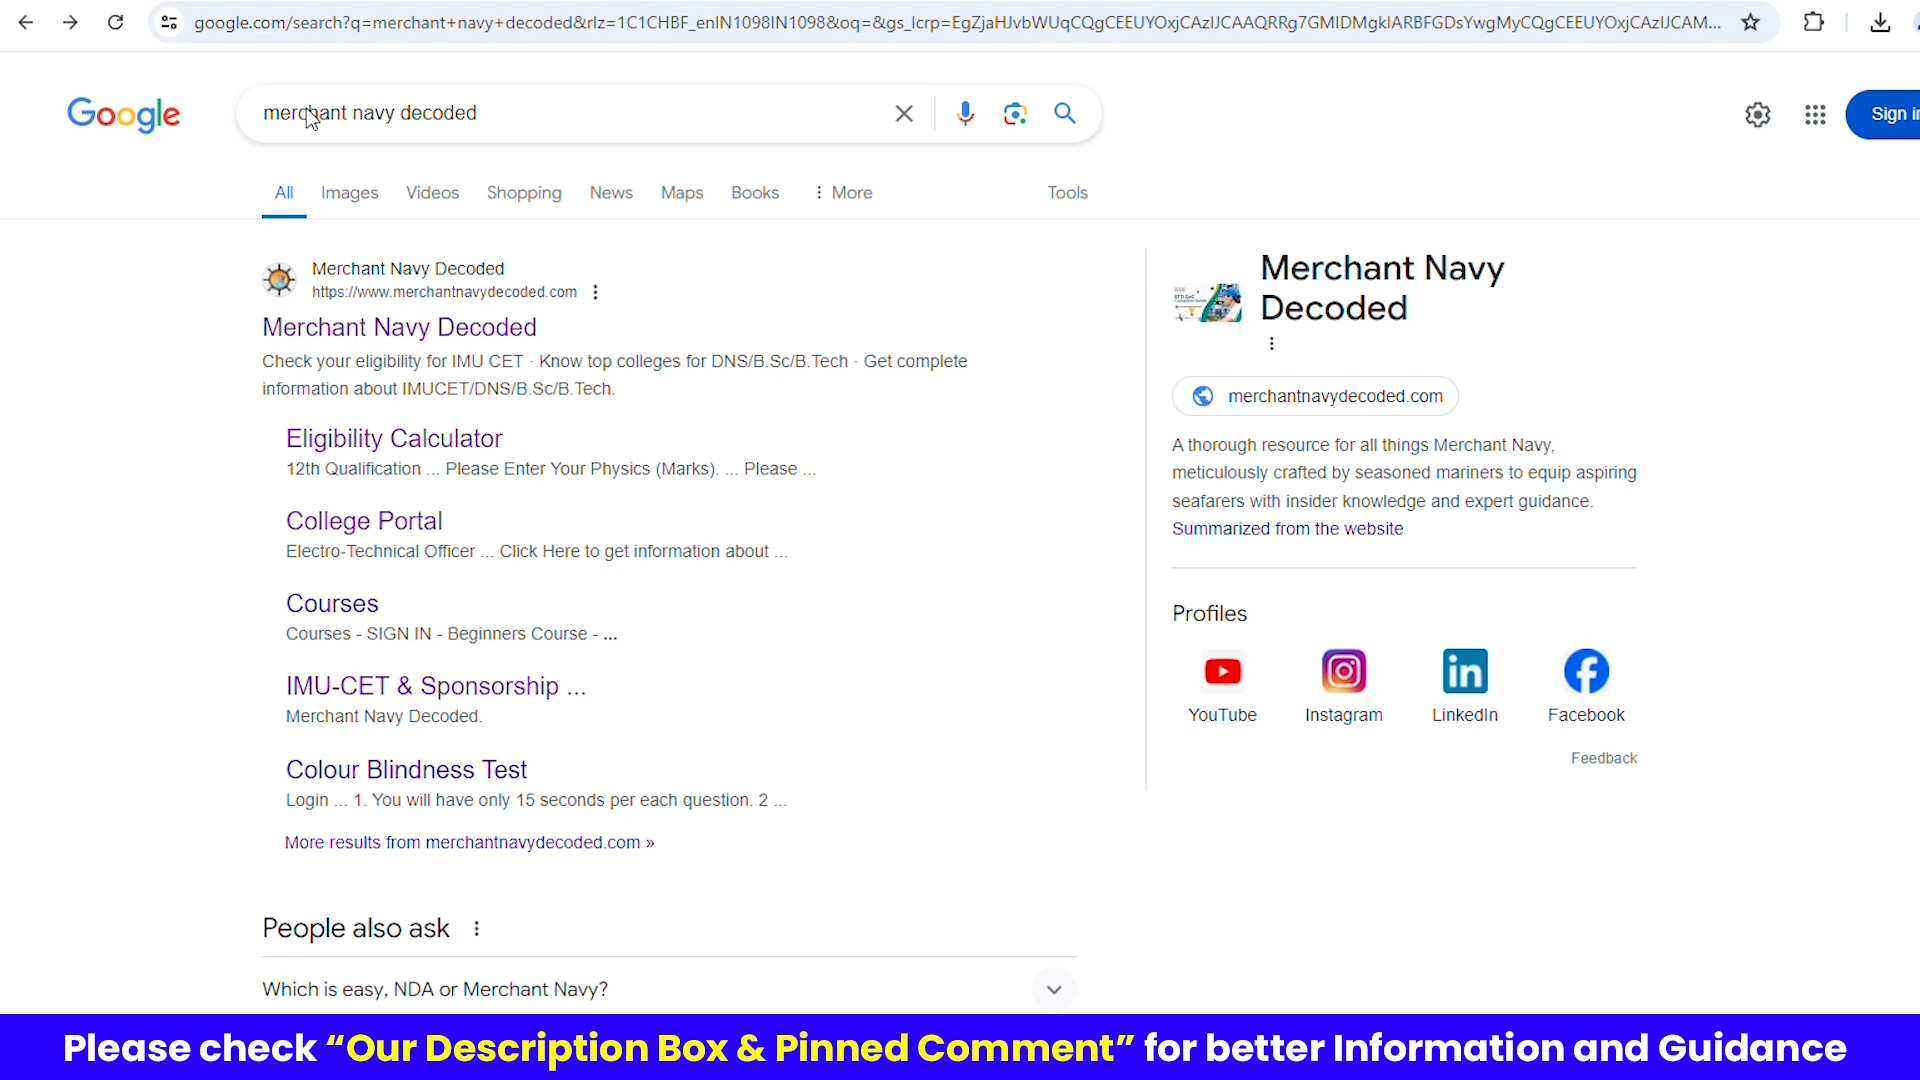 google.com/search?q=merchant+navy+decoded&rlz=1C1CHBF_enIN1098IN1098&oq=&gs_lcrp=EgZjaHJvbWUqCQgCEEUYOxjCAzIJCAAQRRg7GMIDMgkIARBFGDsYwgMyCQgCEEUYOxjCAzIJCAM...
Google
merchant navy decoded
Sign in
All Images Videos Shopping News Maps Books More Tools
Merchant Navy Decoded
https://www.merchantnavydecoded.com
Merchant Navy Decoded
Check your eligibility for IMU CET · Know top colleges for DNS/B.Sc/B.Tech · Get complete
information about IMUCET/DNS/B.Sc/B.Tech.
Eligibility Calculator
12th Qualification ... Please Enter Your Physics (Marks). ... Please ...
College Portal
Electro-Technical Officer ... Click Here to get information about ...
Courses
Courses - SIGN IN - Beginners Course - ...
IMU-CET & Sponsorship ...
Merchant Navy Decoded.
Colour Blindness Test
Login ... 1. You will have only 15 seconds per each question. 2 ...
More results from merchantnavydecoded.com »
People also ask
Which is easy, NDA or Merchant Navy?
Merchant Navy
Decoded
merchantnavydecoded.com
A thorough resource for all things Merchant Navy,
meticulously crafted by seasoned mariners to equip aspiring
seafarers with insider knowledge and expert guidance.
Summarized from the website
Profiles
YouTube Instagram LinkedIn Facebook
Feedback
Please check “Our Description Box & Pinned Comment” for better Information and Guidance